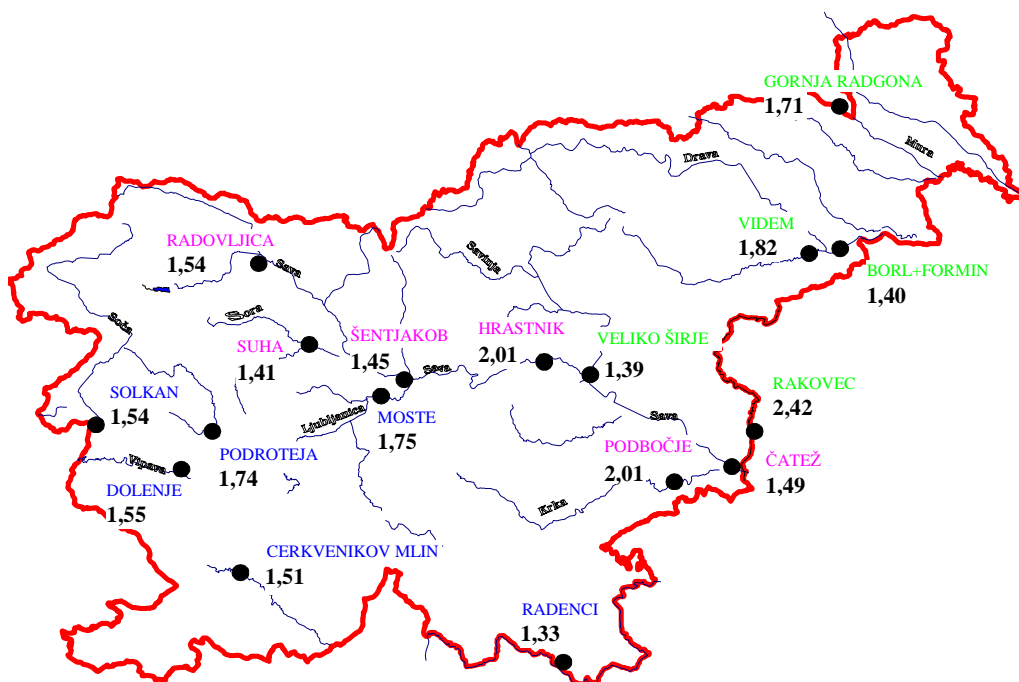 GORNJA RADGONA
1,71
Mura
Drava
VIDEM
1,82
BORL+FORMIN
1,40
RADOVLJICA
1,54
Sava
Savinja
Sora
Soča
SUHA
1,41
ŠENTJAKOB
1,45
Sava
HRASTNIK
2,01
VELIKO ŠIRJE
1,39
SOLKAN
1,54
Ljubljanica
MOSTE
1,75
Sava
RAKOVEC
2,42
PODROTEJA
1,74
Vipava
DOLENJE
1,55
PODBOČJE
2,01
ČATEŽ
1,49
Krka
CERKVENIKOV MLIN
1,51
RADENCI
1,33